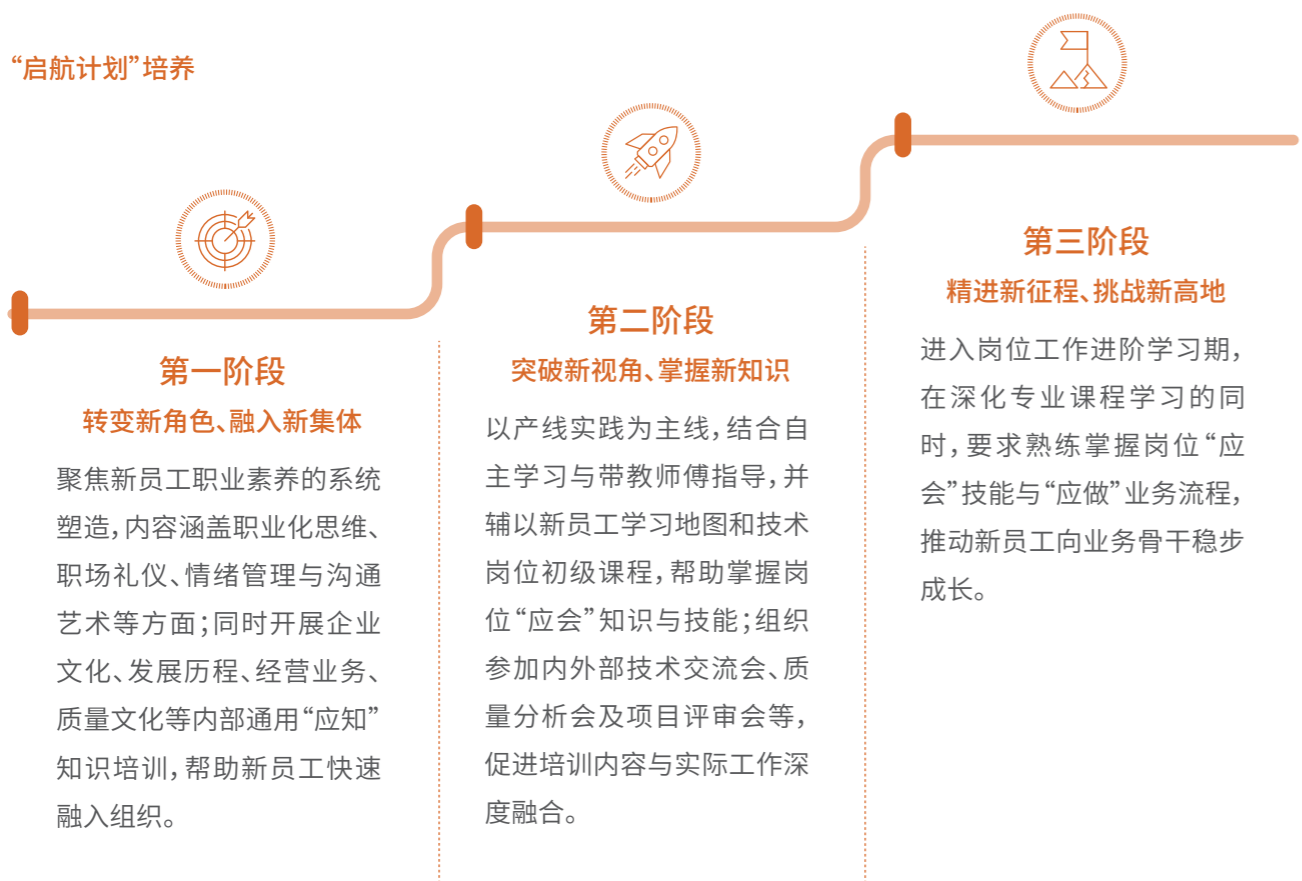 “启航计划”培养
第一阶段
转变新角色、融入新集体
聚焦新员工职业素养的系统
塑造，内容涵盖职业化思维、
职场礼仪、情绪管理与沟通
艺术等方面；同时开展企业
文化、发展历程、经营业务、
质量文化等内部通用“应知”
知识培训，帮助新员工快速
融入组织。
第二阶段
突破新视角、掌握新知识
以产线实践为主线，结合自
主学习与带教师傅指导，并
辅以新员工学习地图和技术
岗位初级课程，帮助掌握岗
位“应会”知识与技能；组织
参加内外部技术交流会、质
量分析会及项目评审会等，
促进培训内容与实际工作深
度融合。
第三阶段
精进新征程、挑战新高地
进入岗位工作进阶学习期，
在深化专业课程学习的同
时，要求熟练掌握岗位“应
会”技能与“应做”业务流程，
推动新员工向业务骨干稳步
成长。